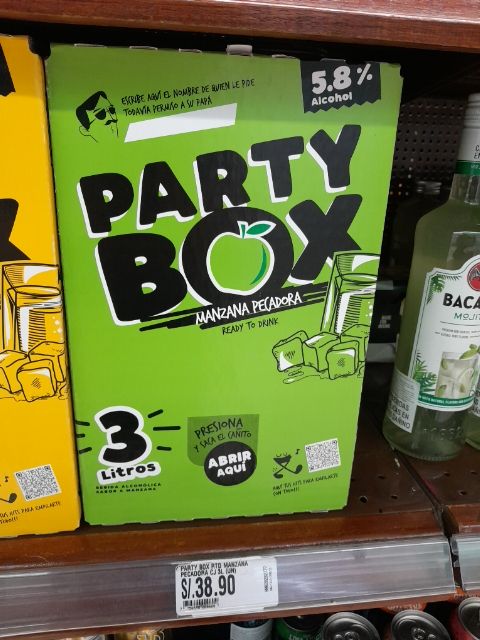 ESCRIBE AQUÍ EL NOMBRE DE QUIEN LE PIDE
TODAVÍA PERMISO A SU PAPÁ
5.8%
Alcohol
PARTY
BOX
MANZANA PECADORA
READY TO DRINK
3
Litros
BEBIDA ALCOHÓLICA
SABOR A MANZANA
PRESIONA
Y SACA EL CAÑITO
ABRIR
AQUÍ
PARTY BOX RTD MANZANA
PECADORA CJ 3L (UN)
S/.38.90
BACA
MOJIT